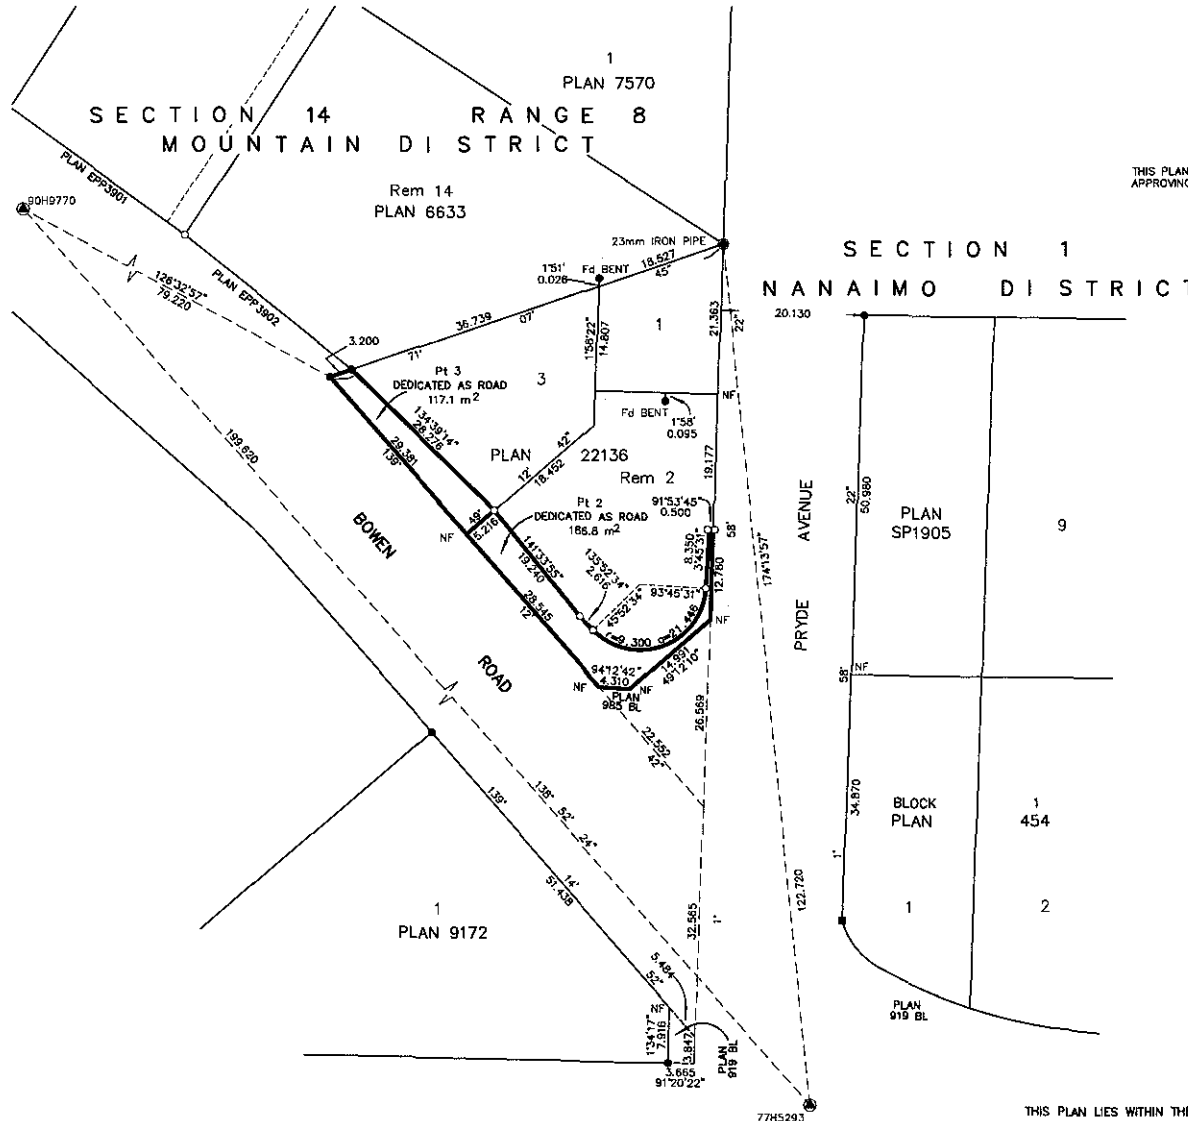 1
PLAN 7570
SECTION 14 RANGE 8
MOUNTAIN DISTRICT
PLAN EPP3901
THIS PLAN
APPROVING
Rem 14
PLAN 6633
90H9770
23mm IRON PIPE
SECTION 1
NANAIMO DISTRICT
18.527
45"
1°51'
0.026
Fd BENT
126°32'57"
79.220
PLAN EPP3902
36.739
07'
71'
3.200
1°58'22"
14.807
1
21.363
1°
22'
20.130
Pt 3
DEDICATED AS ROAD
117.1 m2
3
NF
Fd BENT
1°58'
0.095
134°39'14"
28.276
29.381
139°
199.620
PLAN 22136
42"
12'
18.452
Rem 2
19.177
91°53'45"
0.500
58'
Pt 2
DEDICATED AS ROAD
166.8 m2
49°
5.216
NF
BOWEN
ROAD
141°33'55"
19.240
135°52'34"
2.616
45°52'34"
93°45'31"
8.350
3°45'31"
12.780
r=9.300 a=21.446
NF
28.545
12'
14.991
49°12'10"
94°12'42"
4.310
NF
NF
PLAN
985 BL
22.552
42"
26.569
PRYDE AVENUE
174°13'57"
22"
50.980
PLAN
SP1905
9
NF
58'
34.870
1°
BLOCK 1
PLAN 454
1
2
138°
52'
24"
139°
14'
51.438
1
PLAN 9172
32.565
1°
122.720
5.484
52"
NF
1°34'17"
7.916
3.847
PLAN
919 BL
3.665
91°20'22"
PLAN
919 BL
77H5293
THIS PLAN LIES WITHIN THE